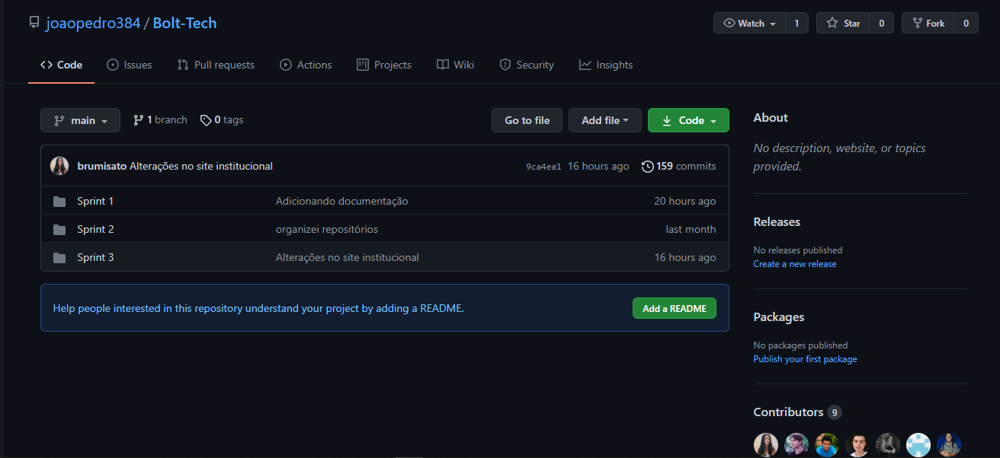 joaopedro384 / Bolt-Tech
Watch 1 Star 0 Fork 0
Code Issues Pull requests Actions Projects Wiki Security Insights
main 1 branch 0 tags Go to file Add file Code
brumisato Alterações no site institucional 9ca4ea1 16 hours ago 159 commits
Sprint 1 Adicionando documentação 20 hours ago
Sprint 2 organizei repositórios last month
Sprint 3 Alterações no site institucional 16 hours ago
Help people interested in this repository understand your project by adding a README. Add a README
About
No description, website, or topics
provided.
Releases
No releases published
Create a new release
Packages
No packages published
Publish your first package
Contributors 9